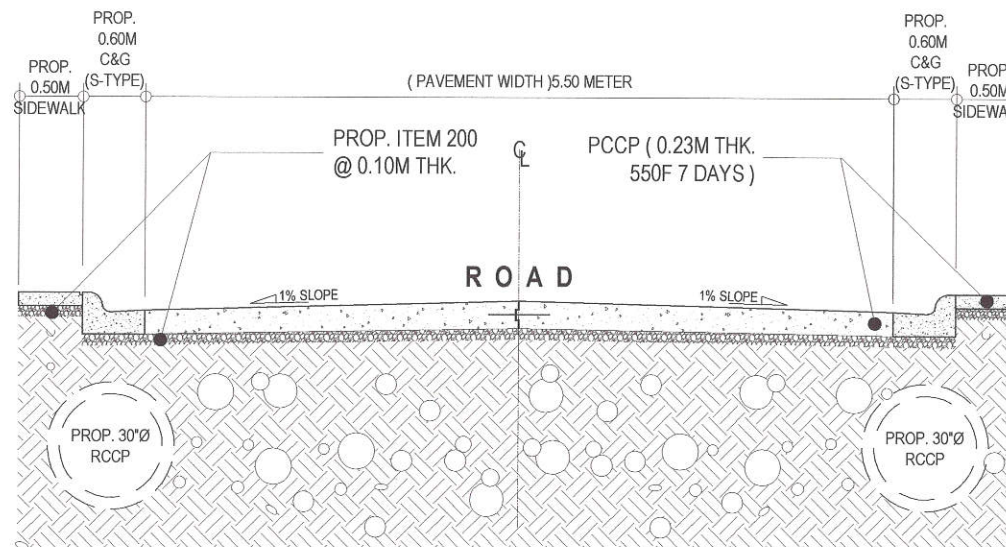 PROP.
0.60M
C&G
(S-TYPE)
PROP.
0.50M
SIDEWALK
( PAVEMENT WIDTH )5.50 METER
PROP.
0.60M
C&G
(S-TYPE)
PROP.
0.50M
SIDEWA
PROP. ITEM 200
@ 0.10M THK.
CL
PCCP ( 0.23M THK.
550F 7 DAYS )
ROAD
1% SLOPE
1% SLOPE
PROP. 30"Ø
RCCP
PROP. 30"Ø
RCCP